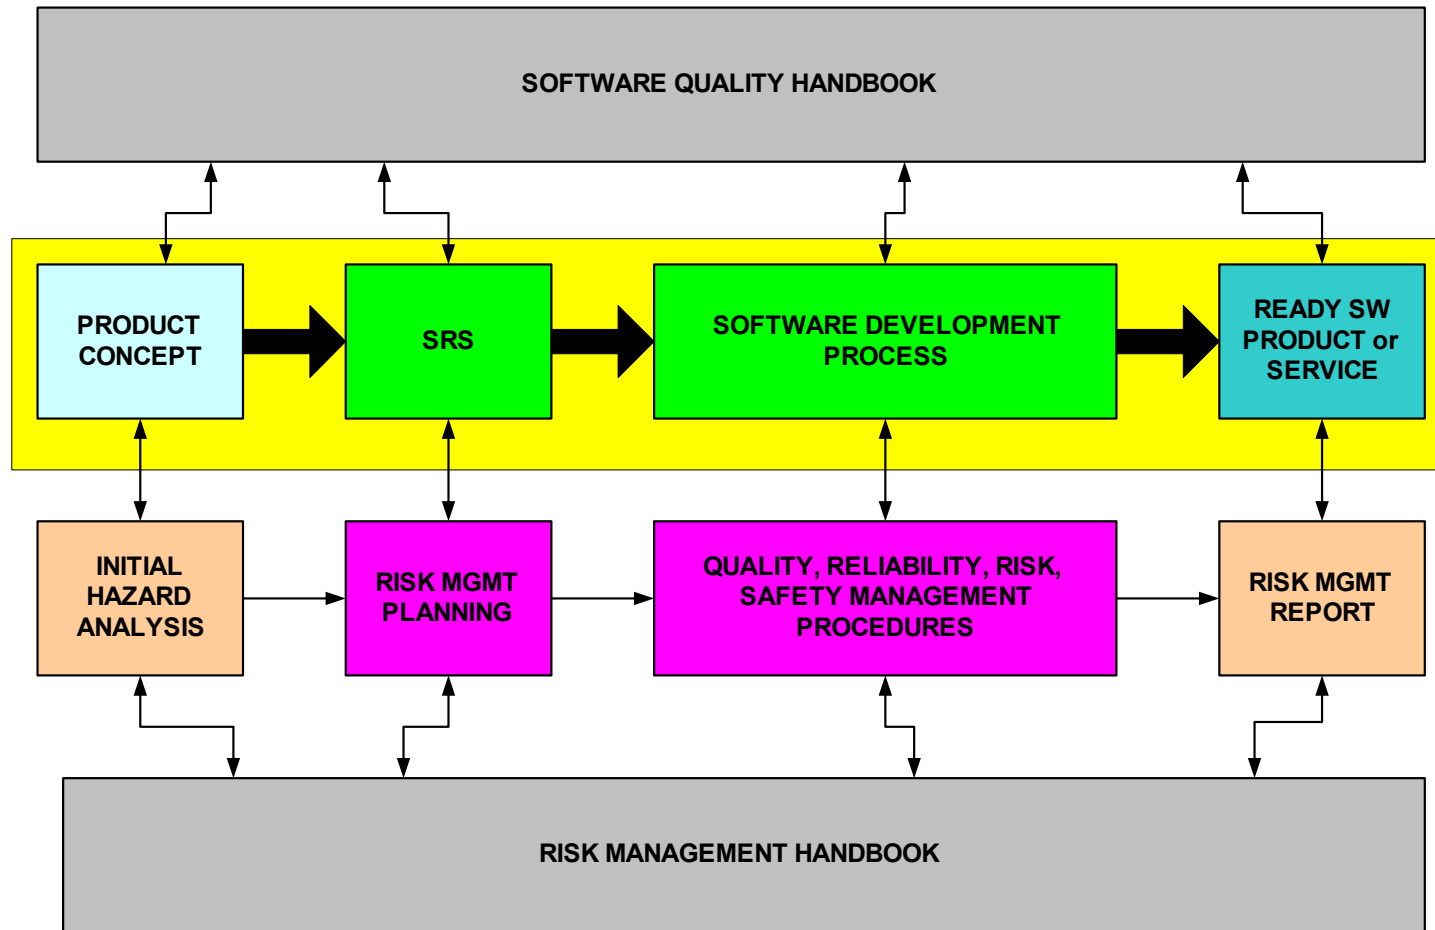 SOFTWARE QUALITY HANDBOOK
PRODUCT
CONCEPT
SRS
SOFTWARE DEVELOPMENT
PROCESS
READY SW
PRODUCT or
SERVICE
INITIAL
HAZARD
ANALYSIS
RISK MGMT
PLANNING
QUALITY, RELIABILITY, RISK,
SAFETY MANAGEMENT
PROCEDURES
RISK MGMT
REPORT
RISK MANAGEMENT HANDBOOK